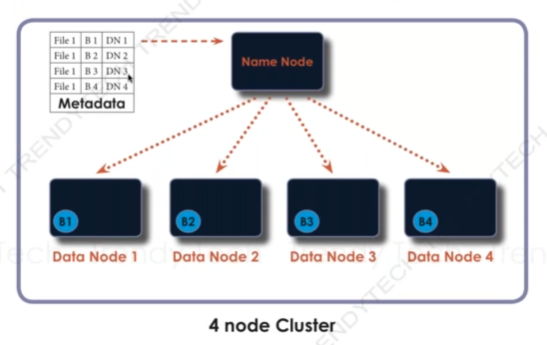 File 1 B 1 DN 1
File 1 B 2 DN 2
File 1 B 3 DN 3
File 1 B 4 DN 4
Metadata
Name Node
B1 B2 B3 B4
Data Node 1 Data Node 2 Data Node 3 Data Node 4
4 node Cluster